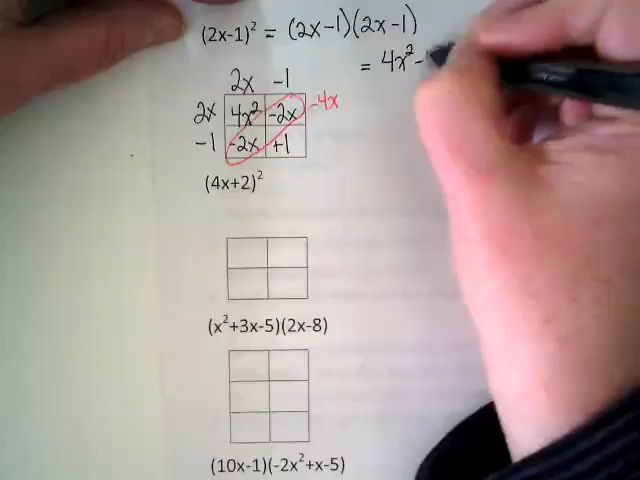 (2x-1)² = (2x-1)(2x-1)
= 4x² -
2x -1
2x 4x² -2x -4x
-1 -2x +1
(4x+2)²
(x²+3x-5)(2x-8)
(10x-1)(-2x²+x-5)